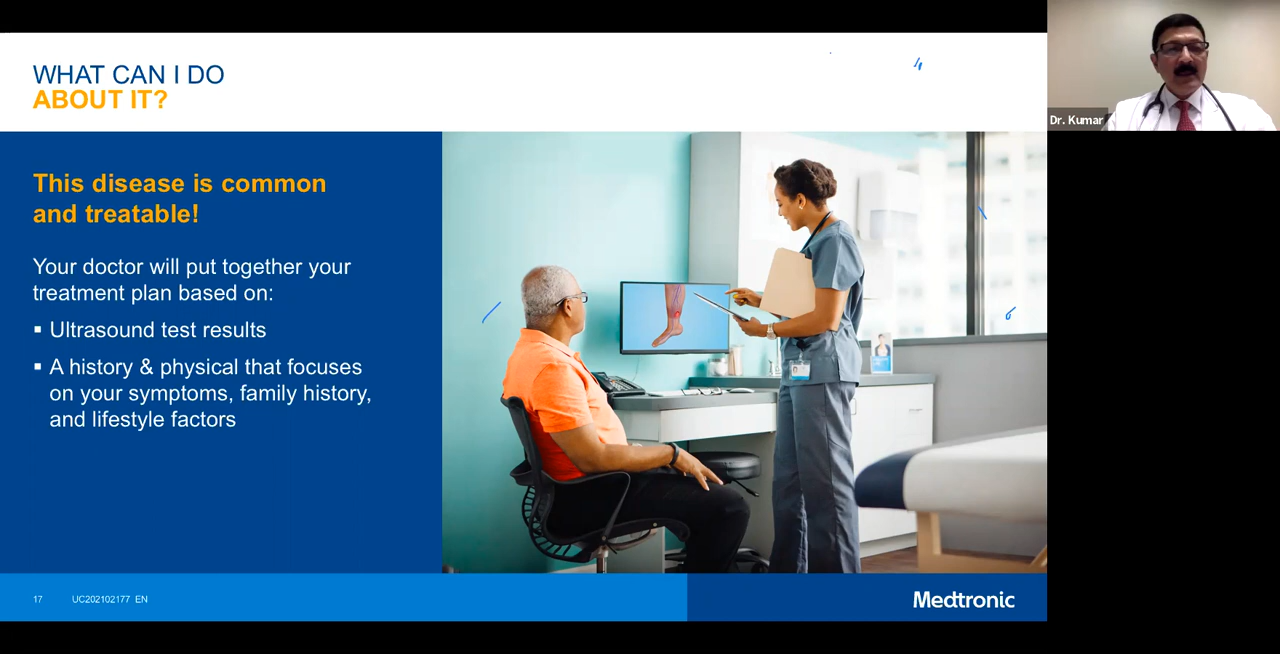 WHAT CAN I DO
ABOUT IT?
Dr. Kumar
This disease is common
and treatable!
Your doctor will put together your
treatment plan based on:
▪ Ultrasound test results
▪ A history & physical that focuses
on your symptoms, family history,
and lifestyle factors
17 UC202102177 EN
Medtronic